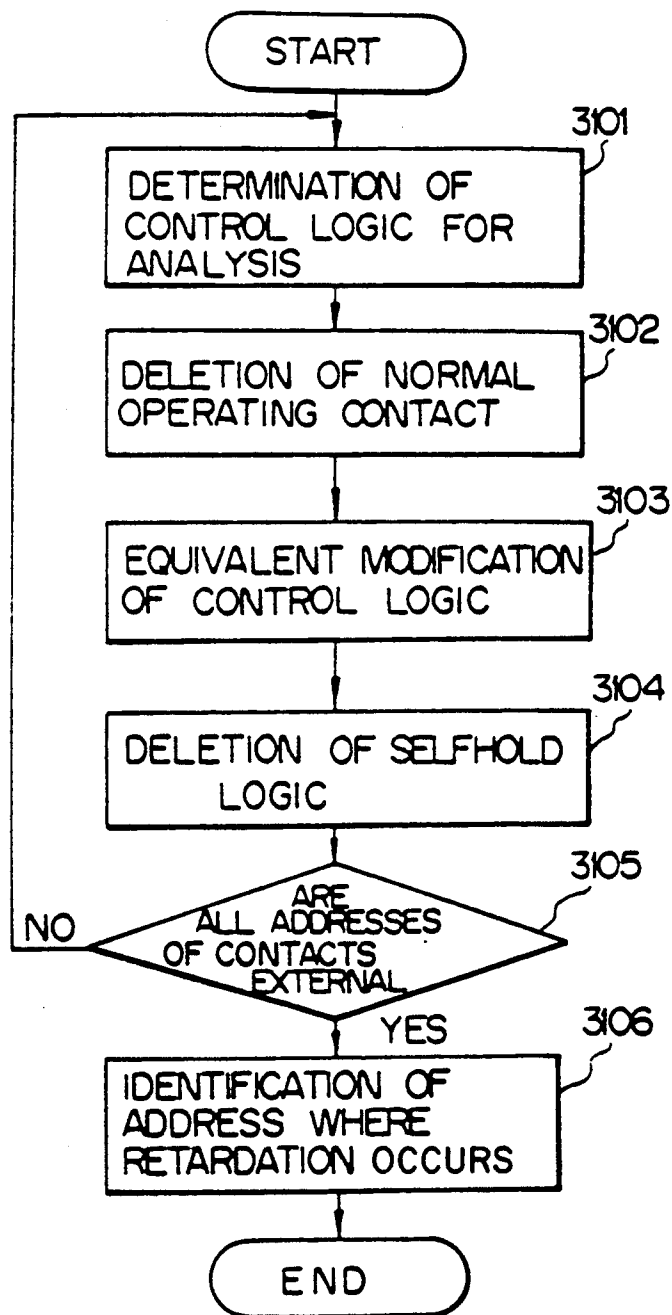 START
3101
DETERMINATION OF
CONTROL LOGIC FOR
ANALYSIS
3102
DELETION OF NORMAL
OPERATING CONTACT
3103
EQUIVALENT MODIFICATION
OF CONTROL LOGIC
3104
DELETION OF SELFHOLD
LOGIC
3105
ARE
ALL ADDRESSES
OF CONTACTS
EXTERNAL
NO
YES
3106
IDENTIFICATION OF
ADDRESS WHERE
RETARDATION OCCURS
END